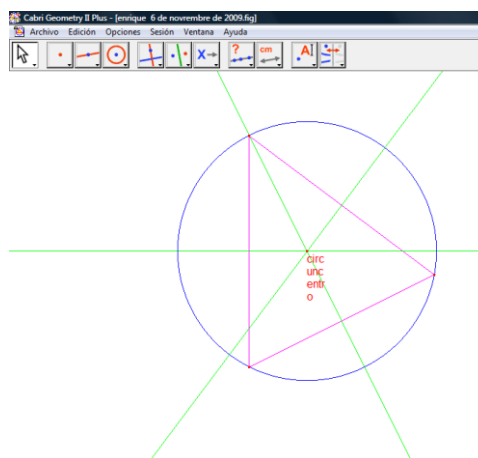 Cabri Geometry II Plus - [enrique 6 de novrembre de 2009.fig]
Archivo Edición Opciones Sesión Ventana Ayuda
X→ ? cm A
circ
unc
entr
o